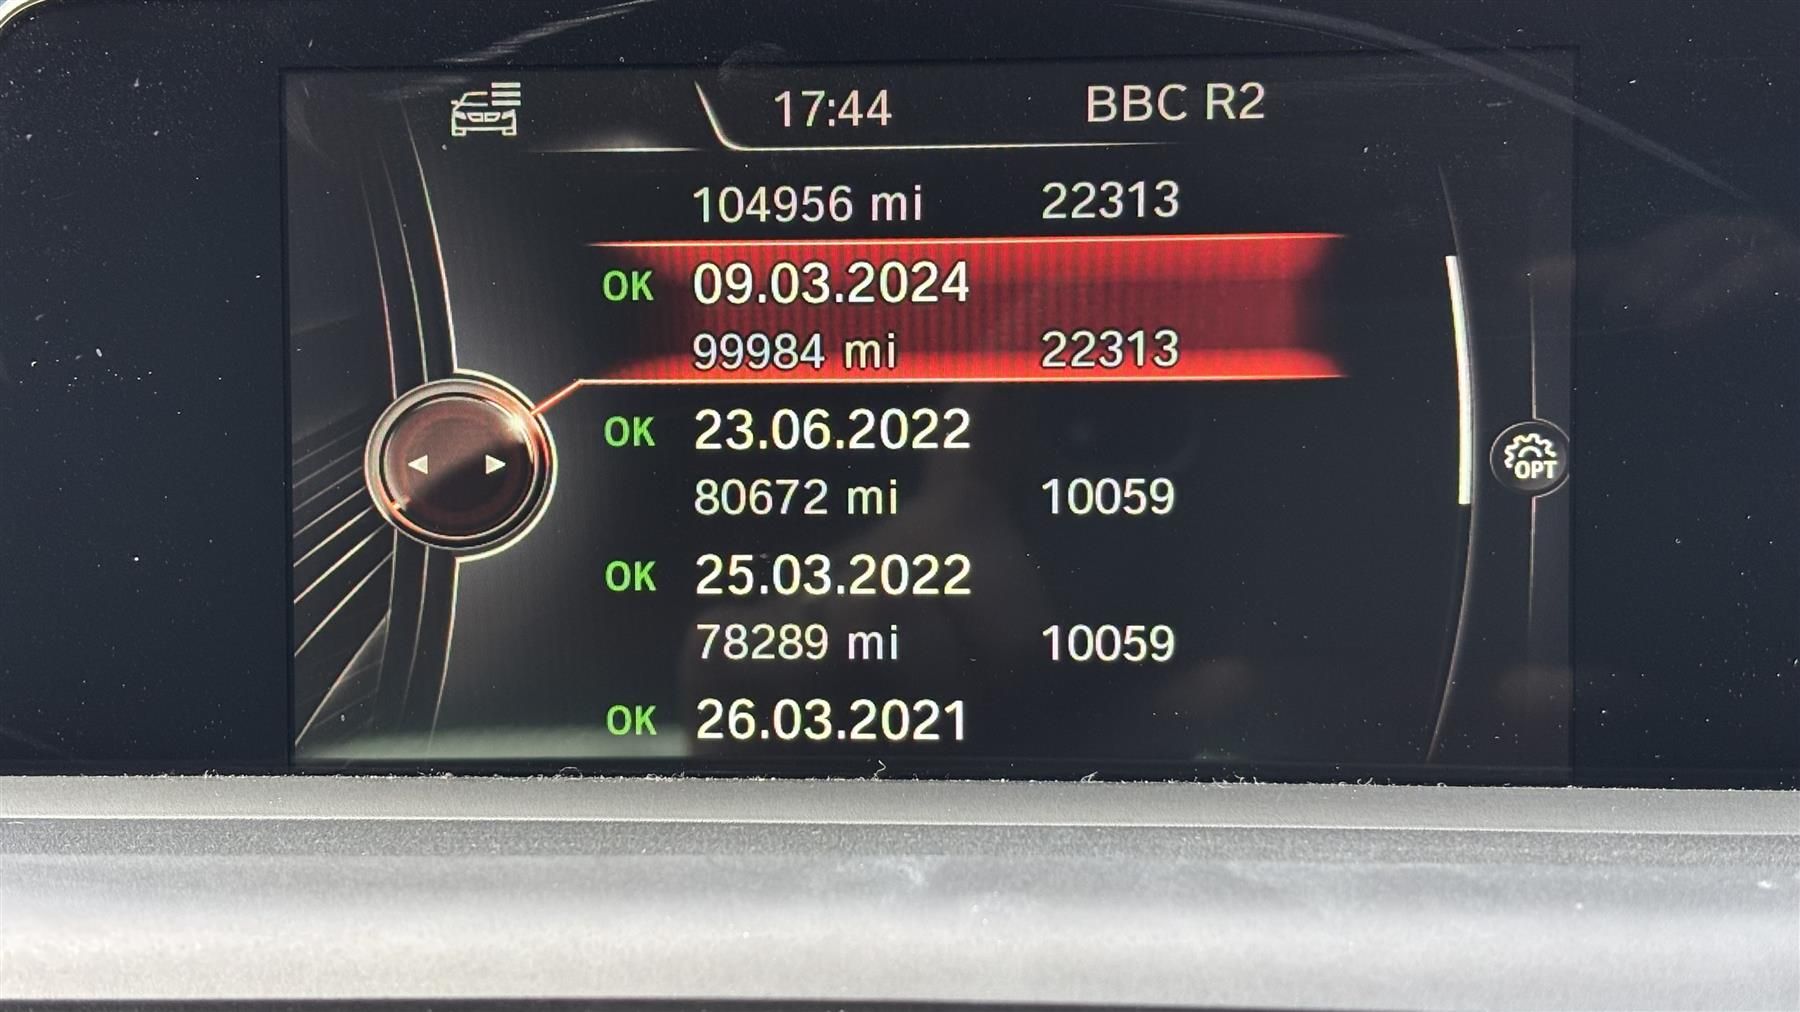 17:44 BBC R2
104956 mi 22313
OK 09.03.2024
99984 mi 22313
OK 23.06.2022
80672 mi 10059
OPT
OK 25.03.2022
78289 mi 10059
OK 26.03.2021